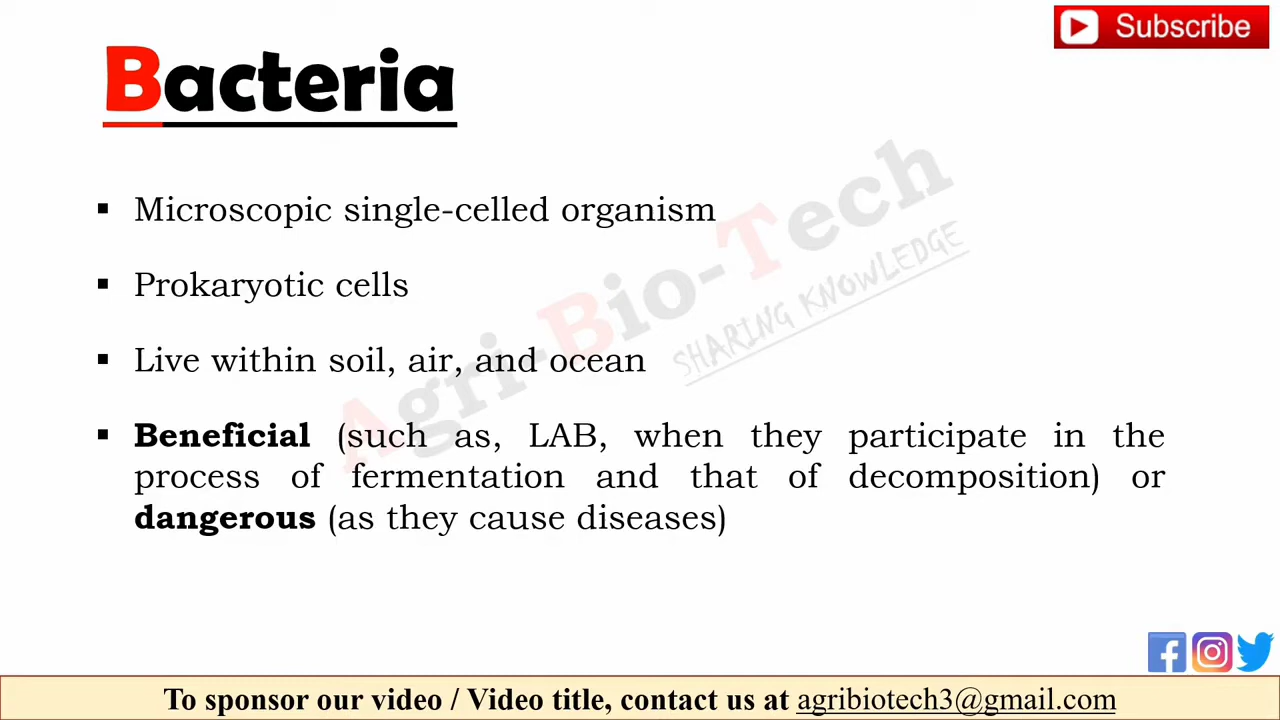 Subscribe
Bacteria
▪ Microscopic single-celled organism
▪ Prokaryotic cells
▪ Live within soil, air, and ocean
▪ Beneficial (such as, LAB, when they participate in the
process of fermentation and that of decomposition) or
dangerous (as they cause diseases)
Agri-Bio-Tech
SHARING KNOWLEDGE
To sponsor our video / Video title, contact us at agribiotech3@gmail.com